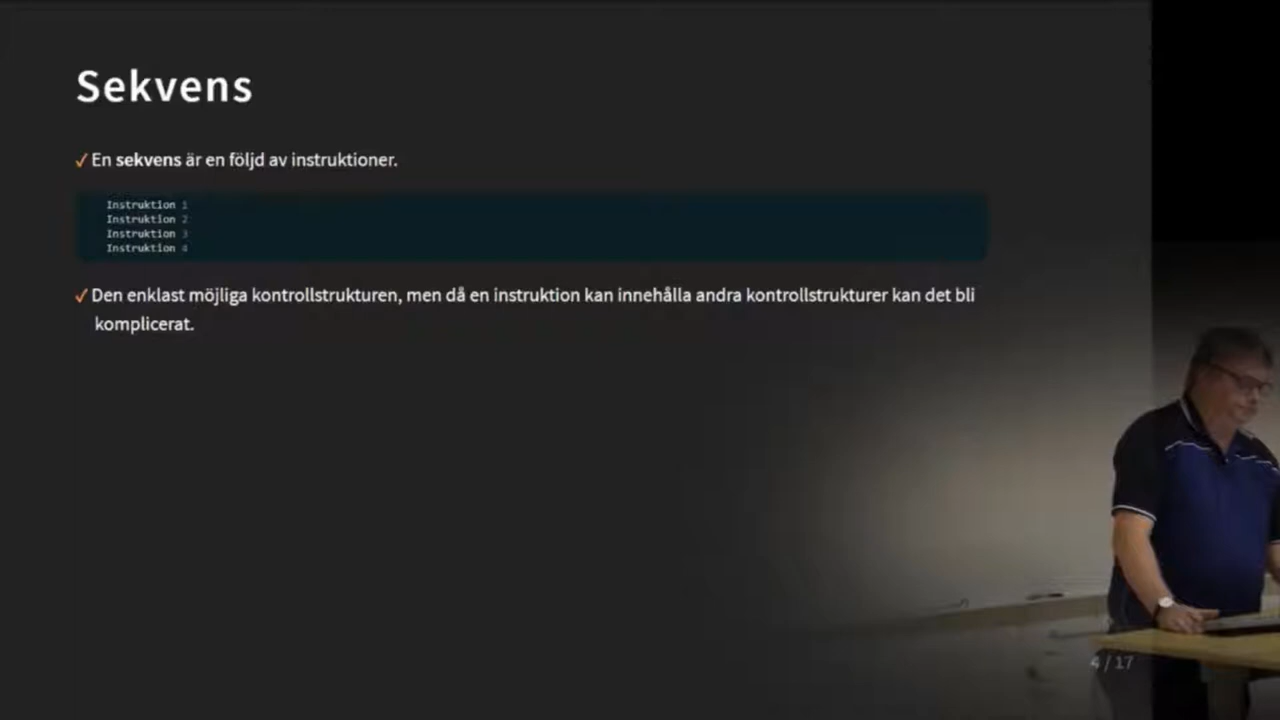 Sekvens
✓ En sekvens är en följd av instruktioner.
Instruktion 1
Instruktion 2
Instruktion 3
Instruktion 4
✓ Den enklast möjliga kontrollstrukturen, men då en instruktion kan innehålla andra kontrollstrukturer kan det bli
komplicerat.
4 / 17